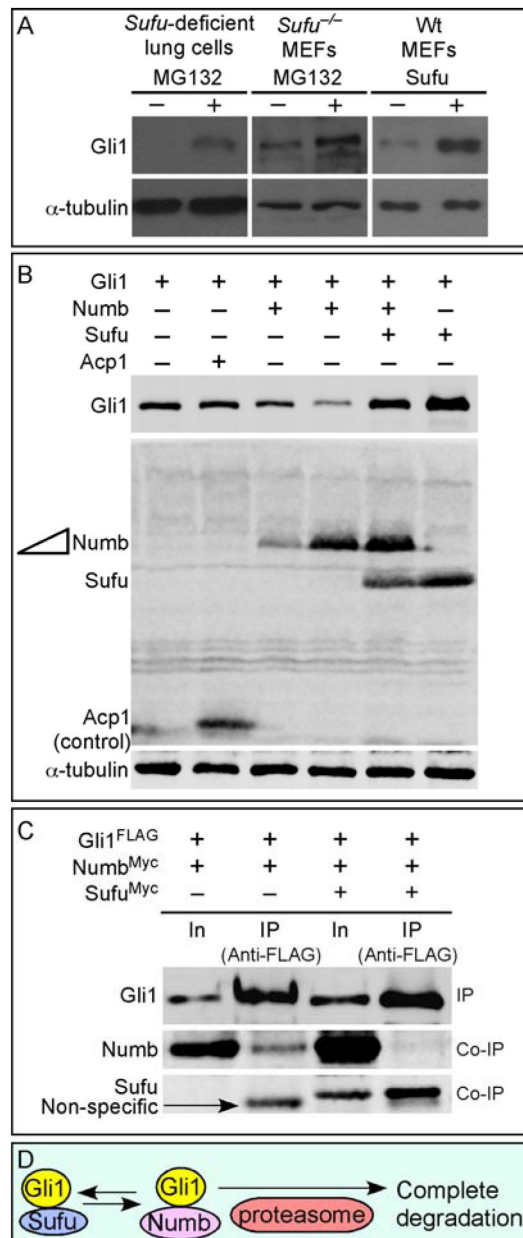 A
Sufu-deficient lung cells
Sufu–/– MEFs
Wt MEFs
MG132
MG132
Sufu
– + – + – +
Gli1
α-tubulin
B
Gli1 + + + + + +
Numb – – + + + –
Sufu – – – – + +
Acp1 – + – – – –
Gli1
Numb
Sufu
Acp1
(control)
α-tubulin
C
Gli1FLAG + + + +
NumbMyc + + + +
SufuMyc – – + +
In IP In IP
(Anti-FLAG) (Anti-FLAG)
Gli1 IP
Numb Co-IP
Sufu Co-IP
Non-specific
D
Gli1 Gli1 Complete
Sufu Numb proteasome degradation